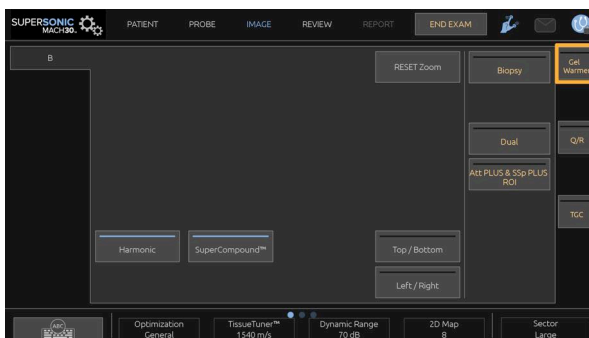 SUPERSONIC
MACH30.
PATIENT
PROBE
IMAGE
REVIEW
REPORT
END EXAM
B
RESET Zoom
Biopsy
Gel
Warmer
Dual
Q/R
Att PLUS & SSp PLUS
ROI
TGC
Harmonic
SuperCompound™
Top / Bottom
Left / Right
ABC
Optimization
General
TissueTuner™
1540 m/s
Dynamic Range
70 dB
2D Map
8
Sector
Large